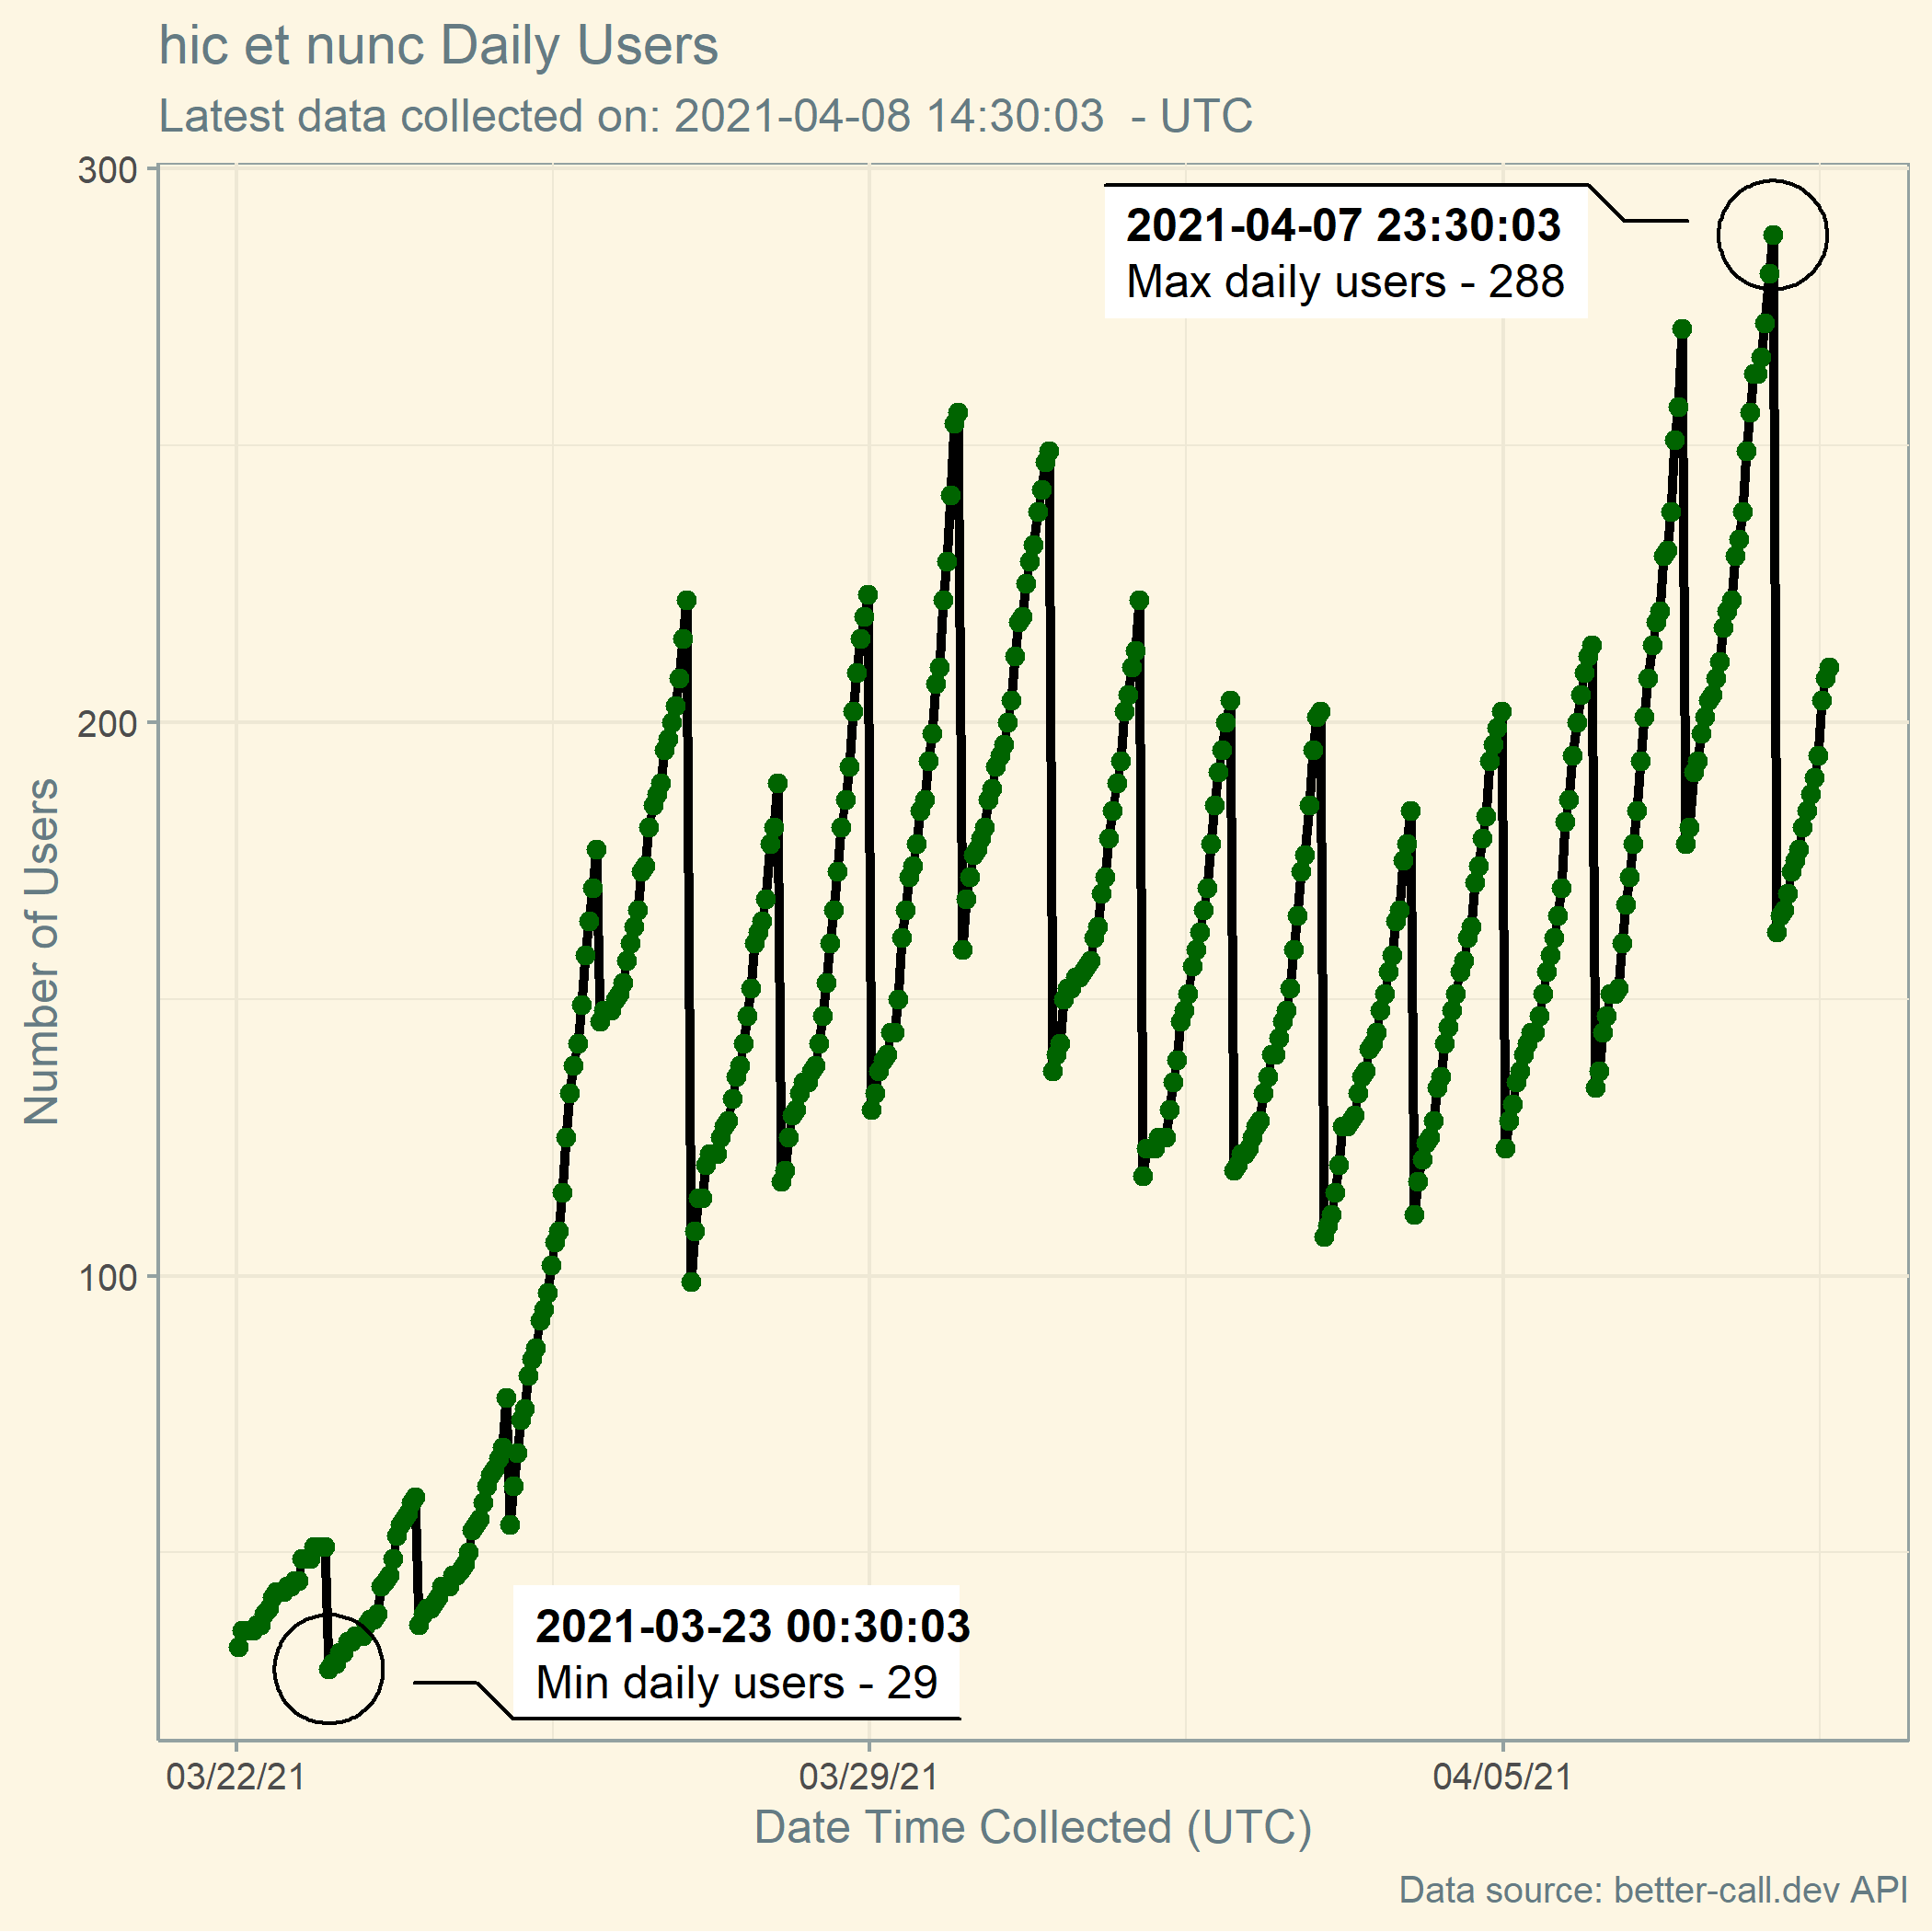 hic et nunc Daily Users
Latest data collected on: 2021-04-08 14:30:03 - UTC
300
2021-04-07 23:30:03
Max daily users - 288
200
Number of Users
100
2021-03-23 00:30:03
Min daily users - 29
03/22/21 03/29/21 04/05/21
Date Time Collected (UTC)
Data source: better-call.dev API